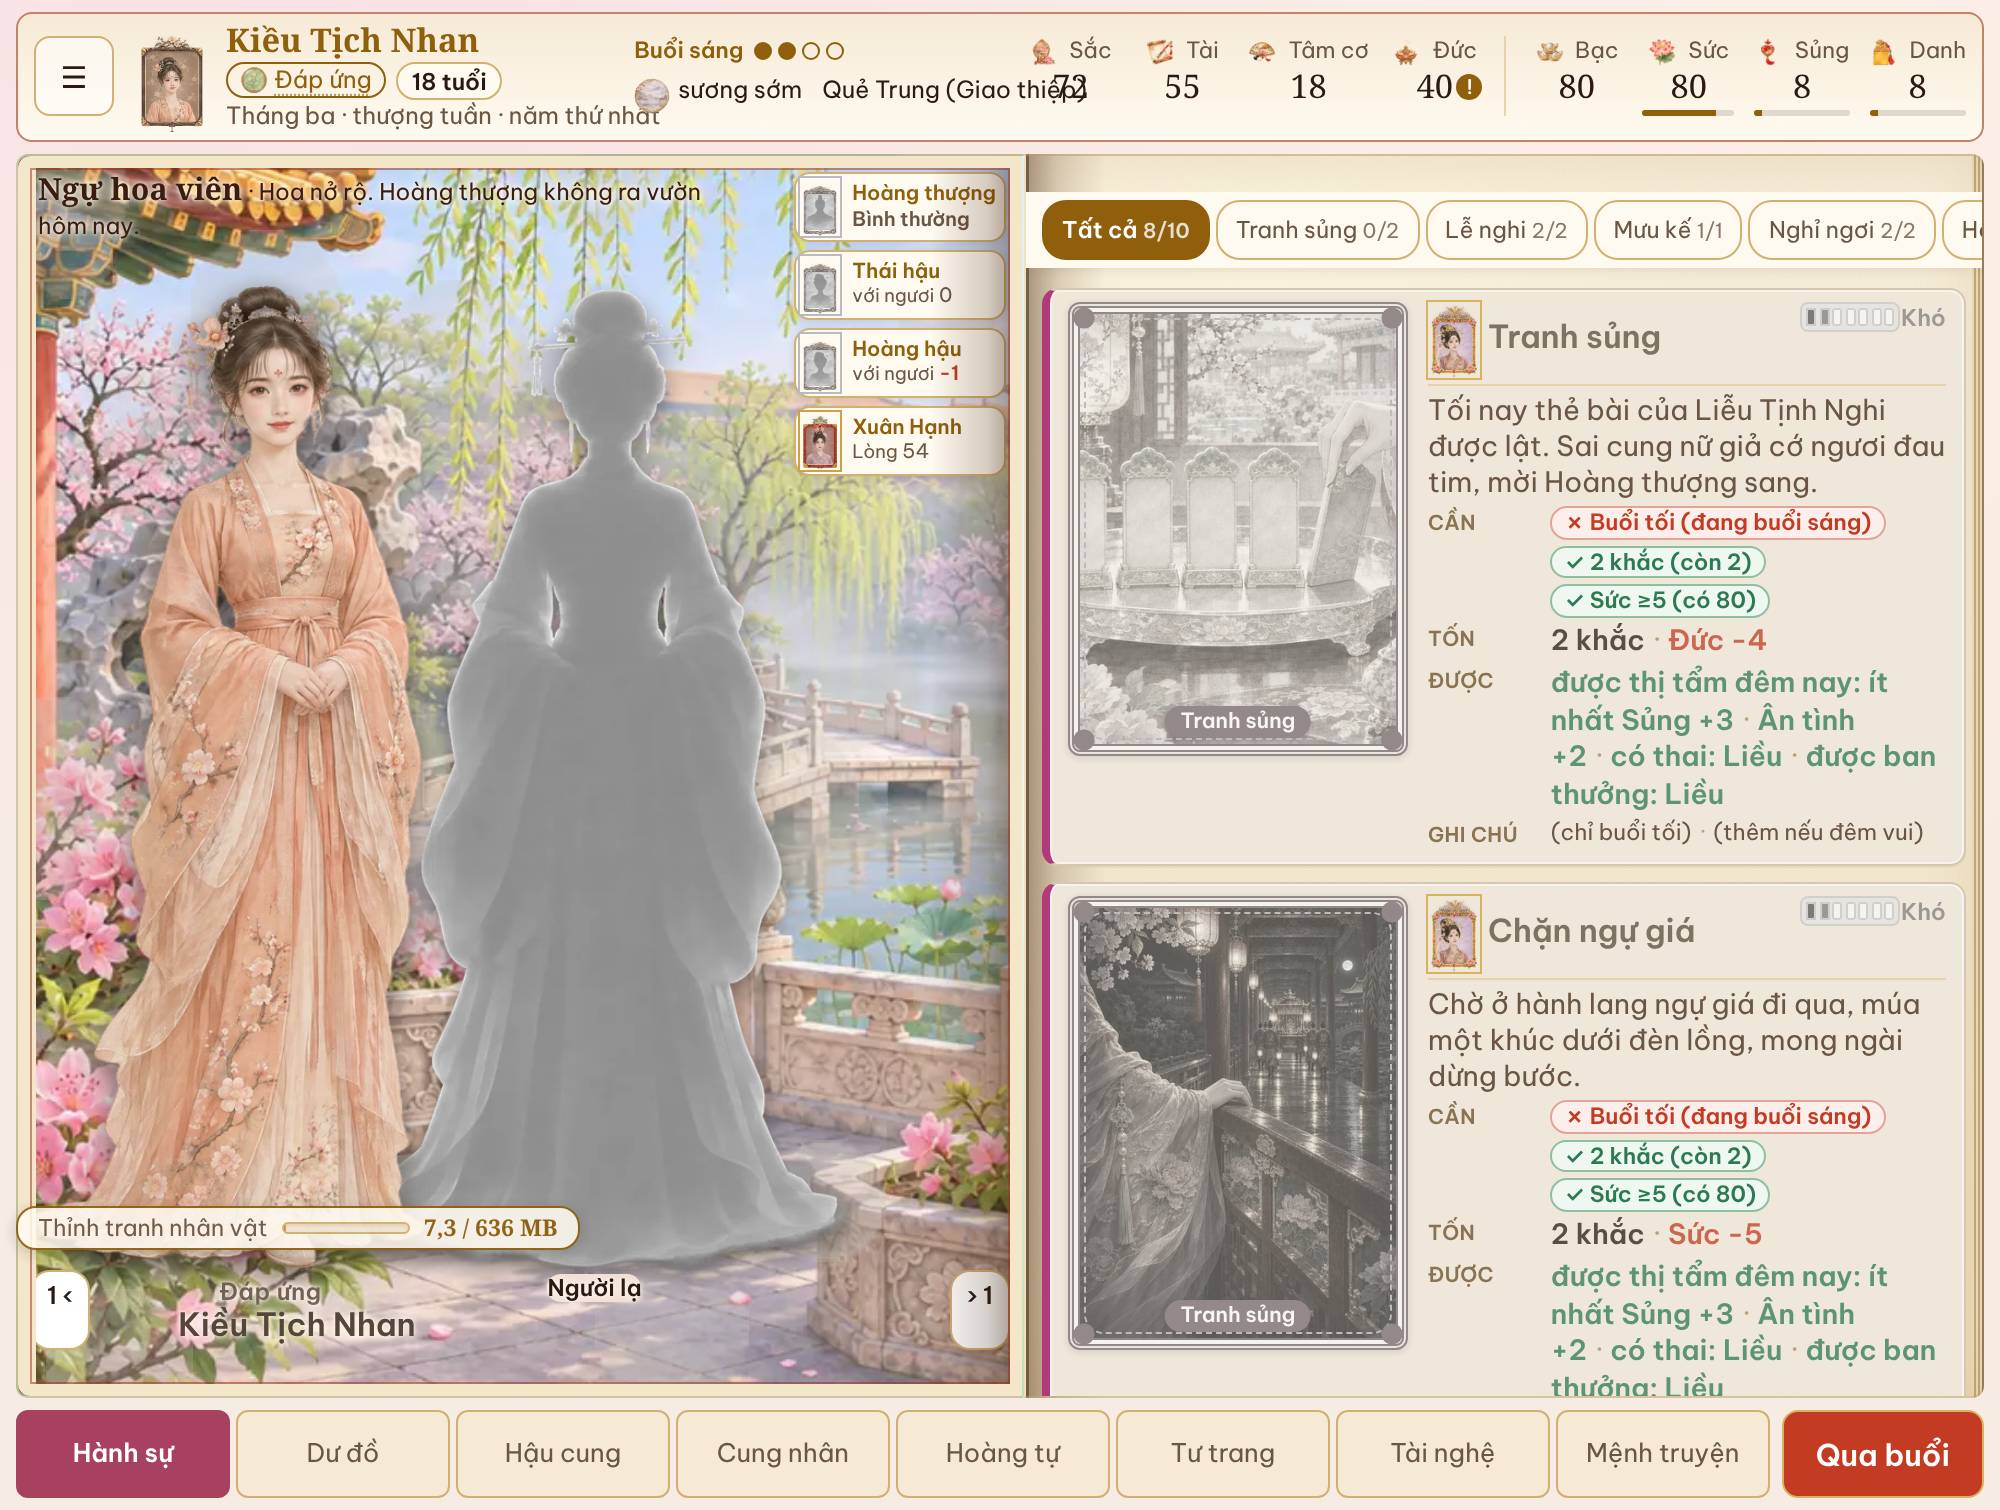 ☰
Kiều Tịch Nhan
Đáp ứng 18 tuổi
Tháng ba · thượng tuần · năm thứ nhất
Buổi sáng
sương sớm Quẻ Trung (Giao thiệp)
Sắc 72
Tài 55
Tâm cơ 18
Đức 40 !
Bạc 80
Sức 80
Sủng 8
Danh 8
Ngự hoa viên · Hoa nở rộ. Hoàng thượng không ra vườn
hôm nay.
Hoàng thượng
Bình thường
Thái hậu
với ngươi 0
Hoàng hậu
với ngươi -1
Xuân Hạnh
Lòng 54
Thỉnh tranh nhân vật 7,3 / 636 MB
1 ‹
Đáp ứng
Kiều Tịch Nhan
Người lạ
› 1
Tất cả 8/10
Tranh sủng 0/2
Lễ nghi 2/2
Mưu kế 1/1
Nghỉ ngơi 2/2
Tranh sủng
Tranh sủng
Khó
Tối nay thẻ bài của Liễu Tịnh Nghi
được lật. Sai cung nữ giả cớ ngươi đau
tim, mời Hoàng thượng sang.
CẦN × Buổi tối (đang buổi sáng)
✓ 2 khắc (còn 2)
✓ Sức ≥5 (có 80)
TỐN 2 khắc · Đức -4
ĐƯỢC được thị tẩm đêm nay: ít
nhất Sủng +3 · Ân tình
+2 · có thai: Liều · được ban
thưởng: Liều
GHI CHÚ (chỉ buổi tối) · (thêm nếu đêm vui)
Tranh sủng
Chặn ngự giá
Khó
Chờ ở hành lang ngự giá đi qua, múa
một khúc dưới đèn lồng, mong ngài
dừng bước.
CẦN × Buổi tối (đang buổi sáng)
✓ 2 khắc (còn 2)
✓ Sức ≥5 (có 80)
TỐN 2 khắc · Sức -5
ĐƯỢC được thị tẩm đêm nay: ít
nhất Sủng +3 · Ân tình
+2 · có thai: Liều · được ban
thưởng: Liều
Hành sự
Dư đồ
Hậu cung
Cung nhân
Hoàng tự
Tư trang
Tài nghệ
Mệnh truyện
Qua buổi